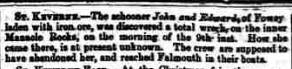 ST. KEVERNE.—The schooner John and Edward, of Fowey
laden with iron ore, was discovered a total wreck, on the inner
Manacle Rocks, on the morning of the 9th inst. How she
came there, is at present unknown. The crew are supposed to
have abandoned her, and reached Falmouth in their boats.